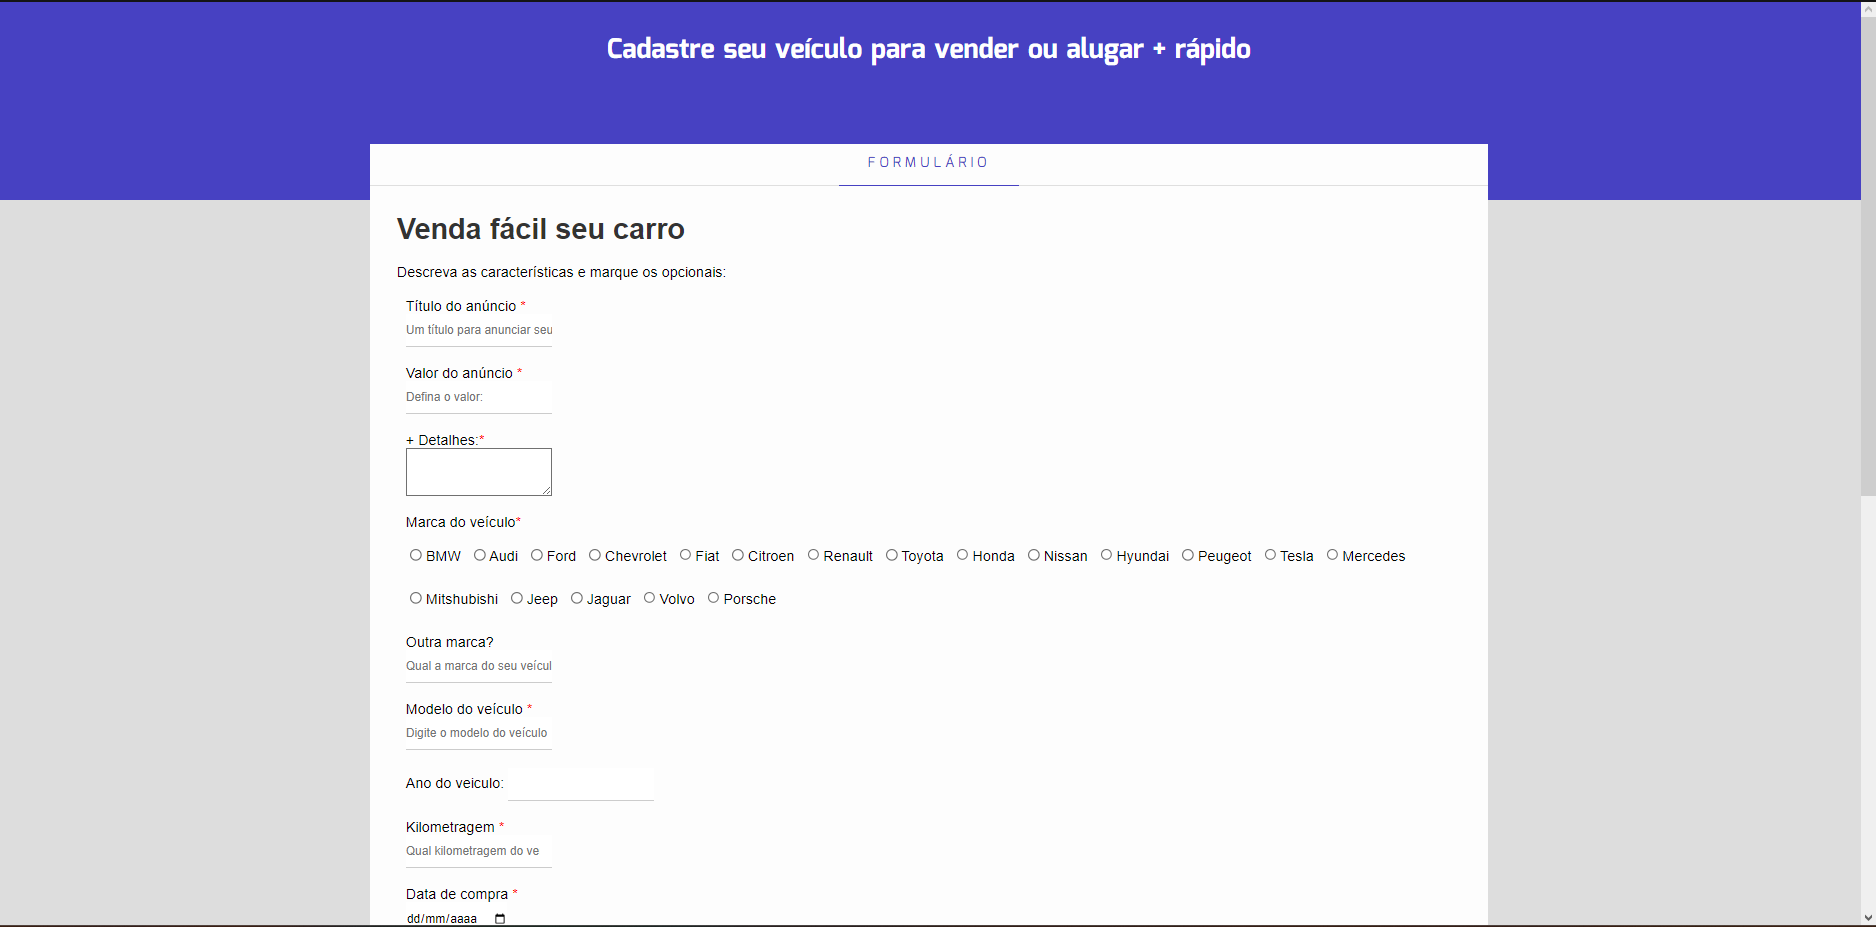 Cadastre seu veículo para vender ou alugar + rápido
FORMULÁRIO
Venda fácil seu carro
Descreva as características e marque os opcionais:
Título do anúncio *
Um título para anunciar seu
Valor do anúncio *
Defina o valor:
+ Detalhes:*
Marca do veículo*
BMW Audi Ford Chevrolet Fiat Citroen Renault Toyota Honda Nissan Hyundai Peugeot Tesla Mercedes
Mitshubishi Jeep Jaguar Volvo Porsche
Outra marca?
Qual a marca do seu veícul
Modelo do veículo *
Digite o modelo do veículo
Ano do veiculo:
Kilometragem *
Qual kilometragem do ve
Data de compra *
dd/mm/aaaa